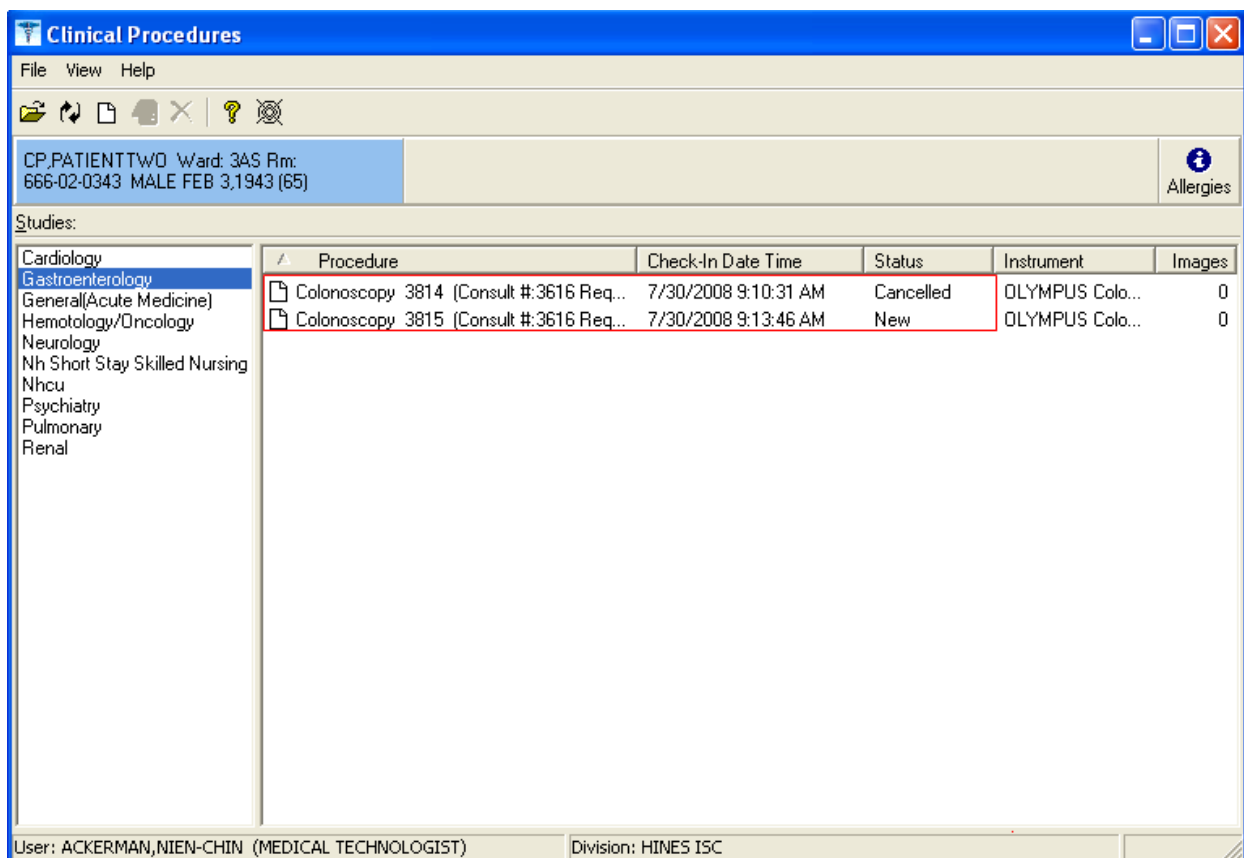 Clinical Procedures
File View Help
CP,PATIENTTWO Ward: 3AS Rm:
666-02-0343 MALE FEB 3,1943 (65)
Allergies
Studies:
Cardiology
Gastroenterology
General(Acute Medicine)
Hemotology/Oncology
Neurology
Nh Short Stay Skilled Nursing
Nhcu
Psychiatry
Pulmonary
Renal
Procedure Check-In Date Time Status Instrument Images
Colonoscopy 3814 (Consult #:3616 Req... 7/30/2008 9:10:31 AM Cancelled OLYMPUS Colo... 0
Colonoscopy 3815 (Consult #:3616 Req... 7/30/2008 9:13:46 AM New OLYMPUS Colo... 0
User: ACKERMAN,NIEN-CHIN (MEDICAL TECHNOLOGIST) Division: HINES ISC